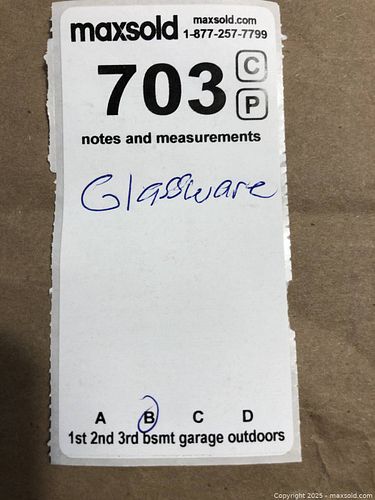 maxsold maxsold.com
1-877-257-7799
703 C
P
notes and measurements
Glassware
A B C D
1st 2nd 3rd bsmt garage outdoors
Copyright 2025 - maxsold.com